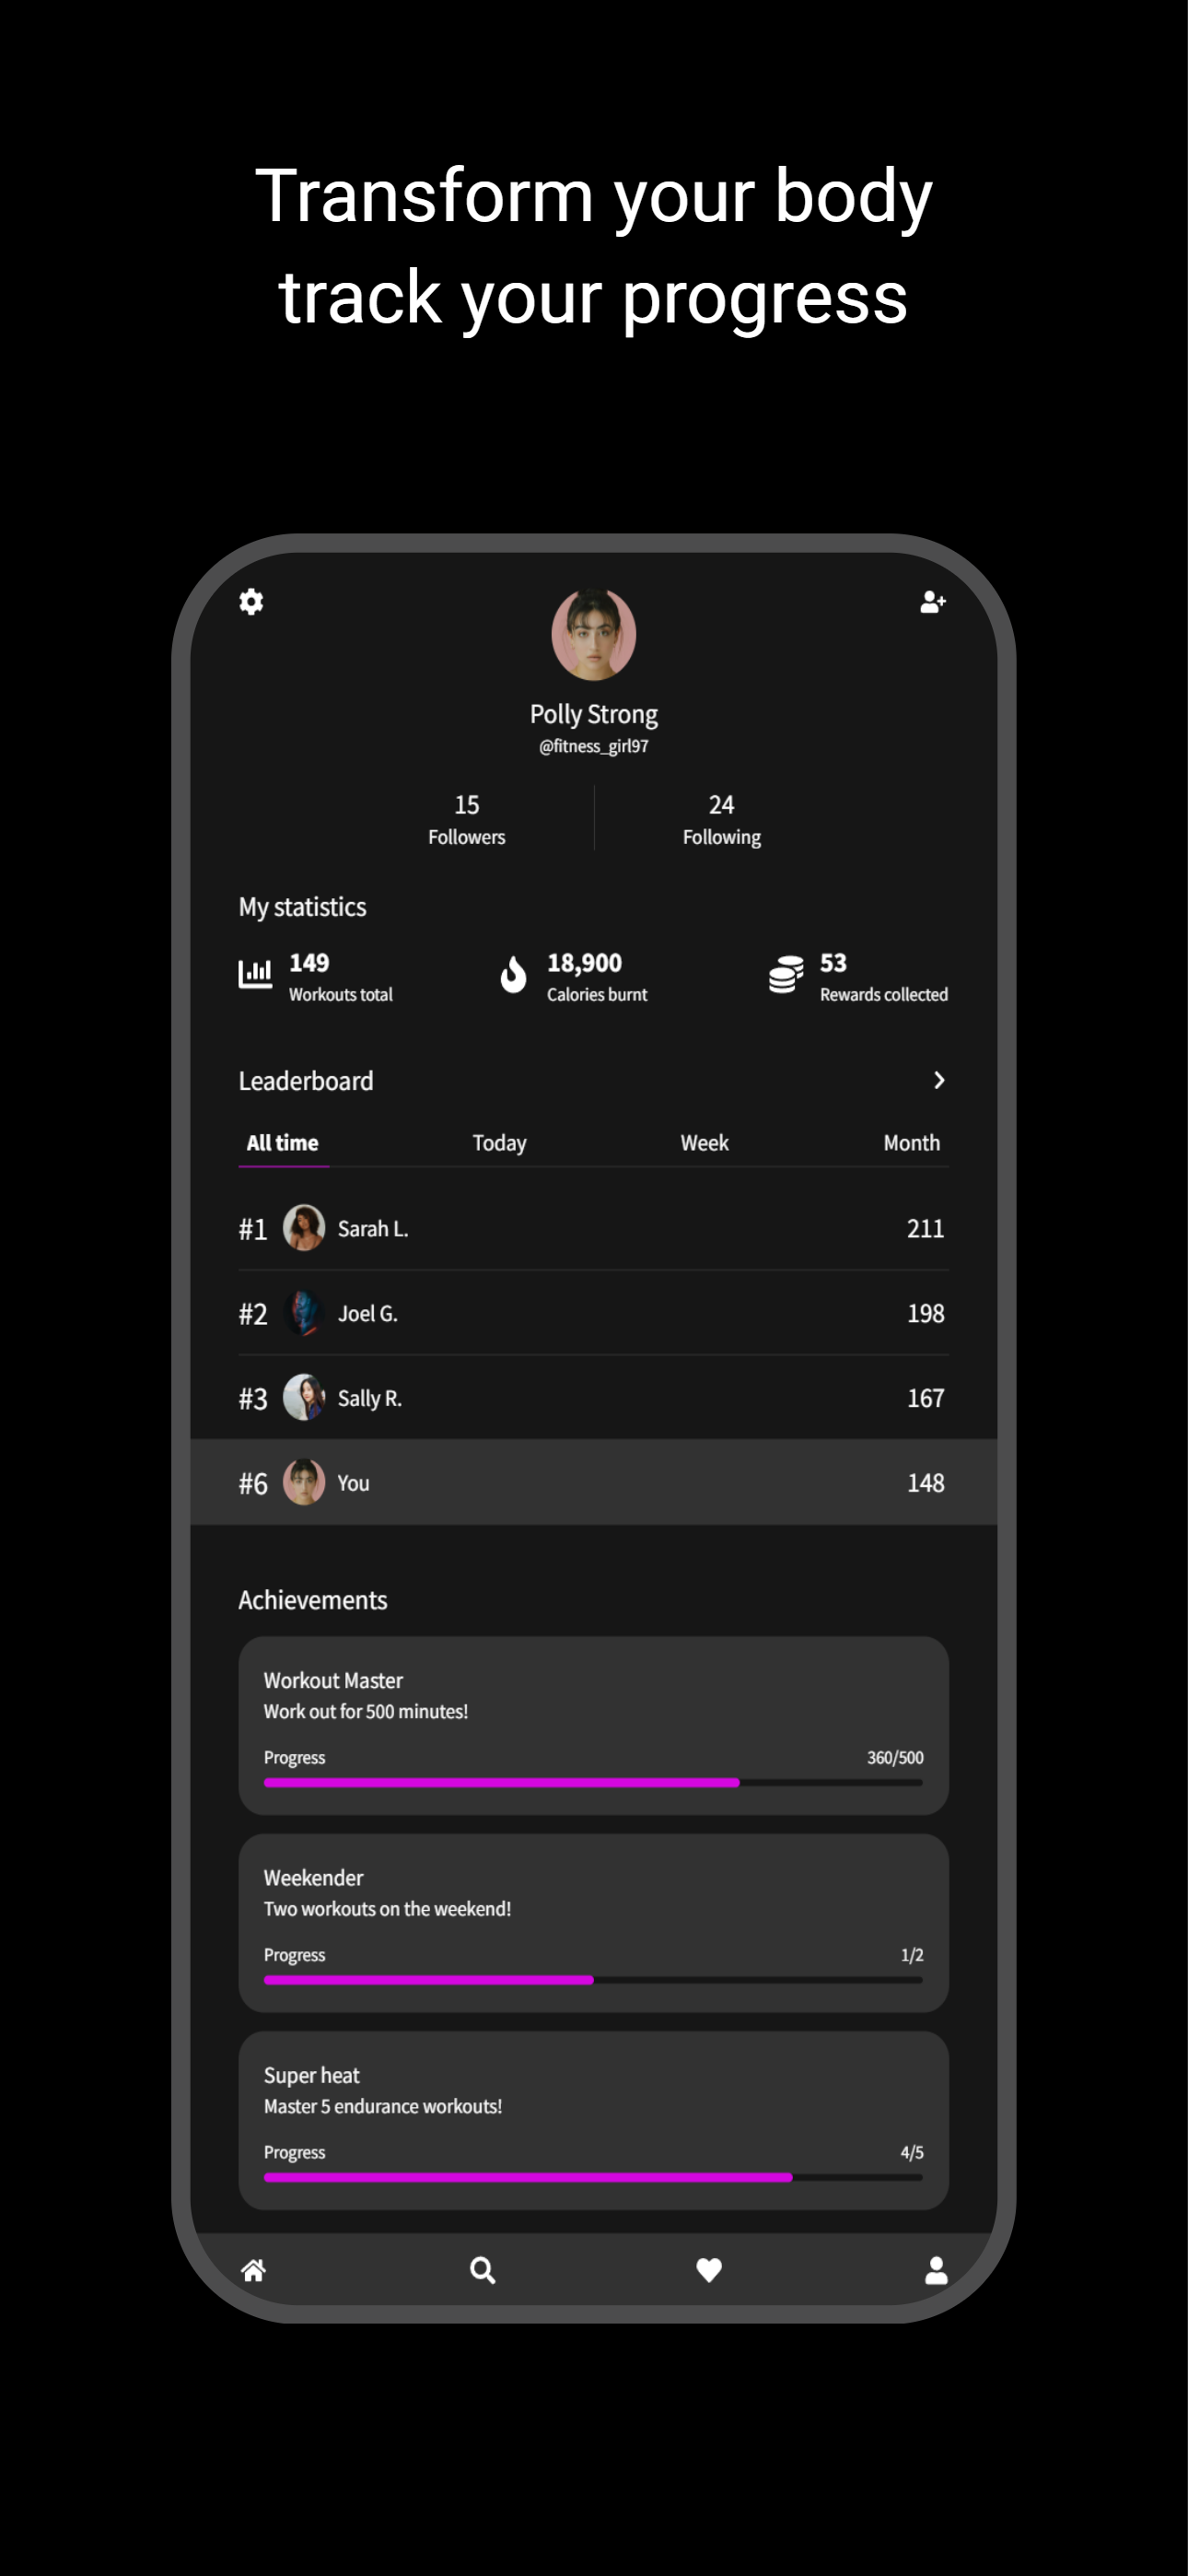 Transform your body
track your progress
Polly Strong
@fitness_girl97
15 24
Followers Following
My statistics
149 18,900 53
Workouts total Calories burnt Rewards collected
Leaderboard
All time Today Week Month
#1 Sarah L. 211
#2 Joel G. 198
#3 Sally R. 167
#6 You 148
Achievements
Workout Master
Work out for 500 minutes!
Progress 360/500
Weekender
Two workouts on the weekend!
Progress 1/2
Super heat
Master 5 endurance workouts!
Progress 4/5